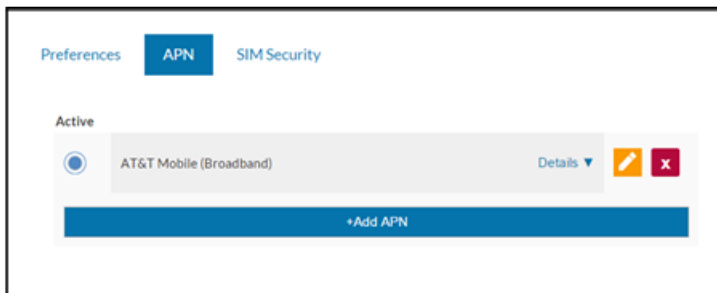 Preferences APN SIM Security
Active
AT&T Mobile (Broadband) Details ▼ x
+Add APN